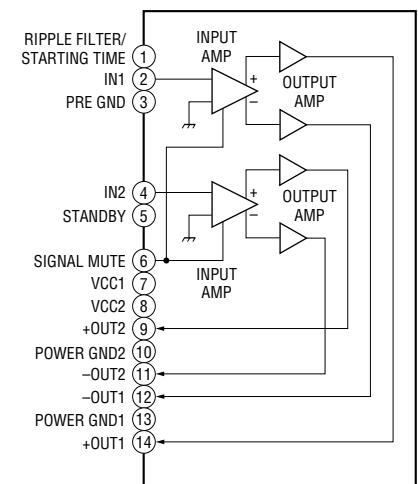 RIPPLE FILTER/
STARTING TIME 1
IN1 2
PRE GND 3
IN2 4
STANDBY 5
SIGNAL MUTE 6
VCC1 7
VCC2 8
+OUT2 9
POWER GND2 10
–OUT2 11
–OUT1 12
POWER GND1 13
+OUT1 14
INPUT
AMP
+
–
OUTPUT
AMP
+
–
OUTPUT
AMP
INPUT
AMP